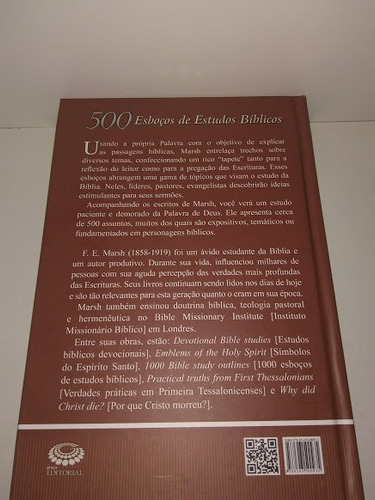 500 Esboços de Estudos Bíblicos
Usando a própria Palavra com o objetivo de explicar
as passagens bíblicas, Marsh entrelaça trechos sobre
diversos temas, confeccionando um rico “tapete” tanto para
a reflexão do leitor como para a pregação das Escrituras. Esses
esboços abrangem uma gama de tópicos que visam o estudo da
Bíblia. Neles, líderes, pastores, evangelistas descobrirão ideias
estimulantes para seus sermões.
Acompanhando os escritos de Marsh, você verá um estudo
paciente e demorado da Palavra de Deus. Ele apresenta cerca
de 500 assuntos, muitos dos quais são expositivos, temáticos ou
fundamentados em personagens bíblicos.
F. E. Marsh (1858-1919) foi um ávido estudante da Bíblia e
um autor produtivo. Durante sua vida, influenciou milhares de
pessoas com sua aguda percepção das verdades mais profundas
das Escrituras. Seus livros continuam sendo lidos nos dias de hoje
e são tão relevantes para esta geração quanto o eram em sua época.
Marsh também ensinou doutrina bíblica, teologia pastoral
e hermenêutica no Bible Missionary Institute [Instituto
Missionário Bíblico] em Londres.
Entre suas obras, estão: Devotional Bible studies [Estudos
bíblicos devocionais], Emblems of the Holy Spirit [Símbolos
do Espírito Santo], 1000 Bible study outlines [1000 esboços
de estudos bíblicos], Practical truths from First Thessalonians
[Verdades práticas em Primeira Tessalonicenses] e Why did
Christ die? [Por que Cristo morreu?].
EDITORIAL